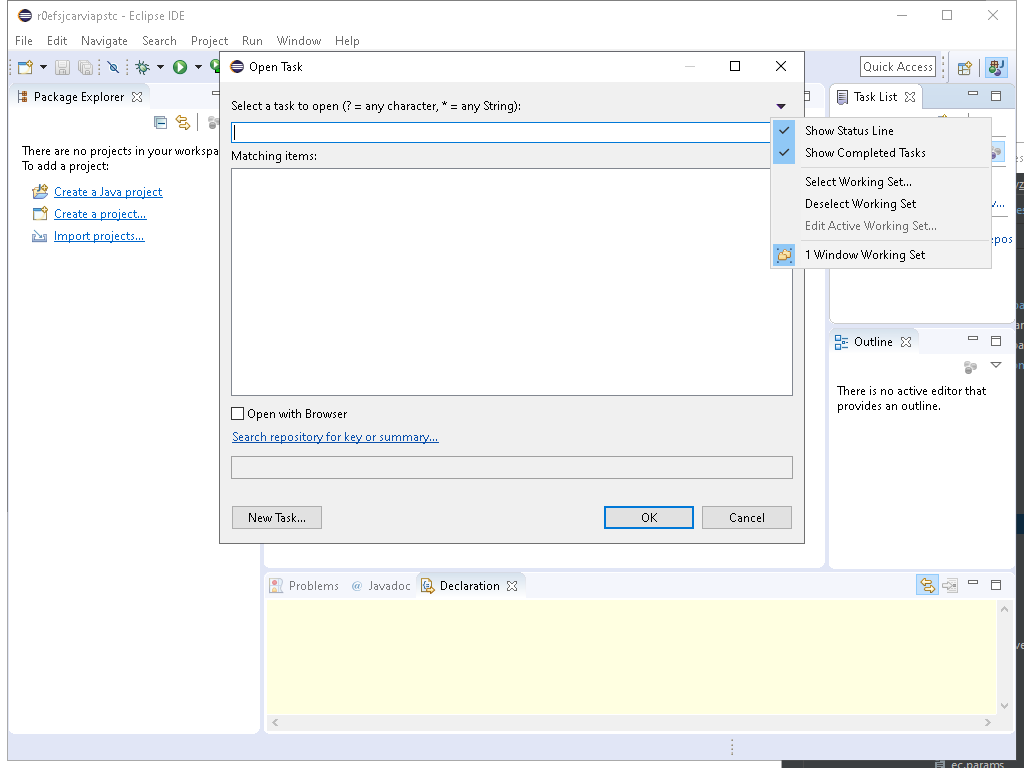 r0efsjcarviapstc - Eclipse IDE
File Edit Navigate Search Project Run Window Help
Quick Access
Open Task
Package Explorer
Task List
Select a task to open (? = any character, * = any String):
Show Status Line
Show Completed Tasks
Matching items:
There are no projects in your workspa
To add a project:
Create a Java project
Create a project...
Import projects...
Select Working Set...
Deselect Working Set
Edit Active Working Set...
1 Window Working Set
epos
Outline
There is no active editor that
provides an outline.
Open with Browser
Search repository for key or summary...
New Task...
OK
Cancel
Problems
@ Javadoc
Declaration
ec.params